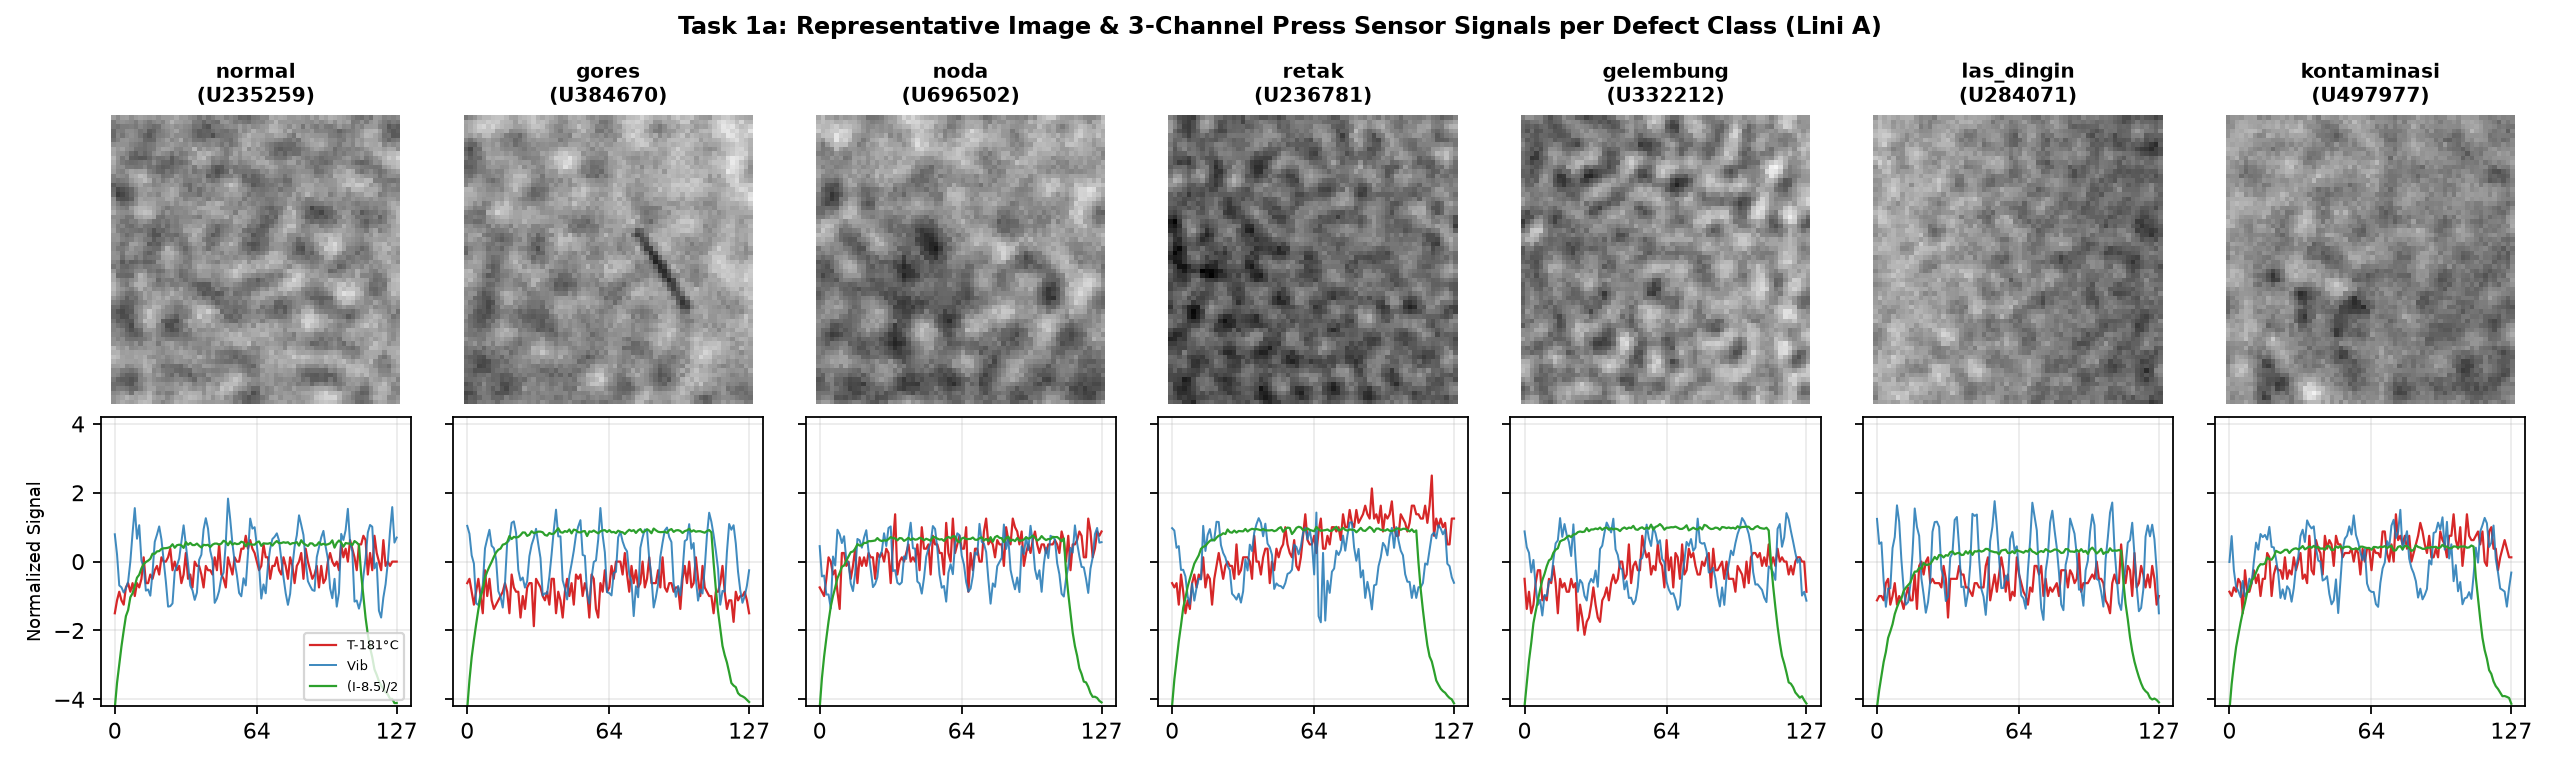 Task 1a: Representative Image & 3-Channel Press Sensor Signals per Defect Class (Lini A)
normal
(U235259)
gores
(U384670)
noda
(U696502)
retak
(U236781)
gelembung
(U332212)
las_dingin
(U284071)
kontaminasi
(U497977)
Normalized Signal
4
2
0
−2
−4
T-181°C
Vib
(I-8.5)/2
0 64 127
0 64 127
0 64 127
0 64 127
0 64 127
0 64 127
0 64 127